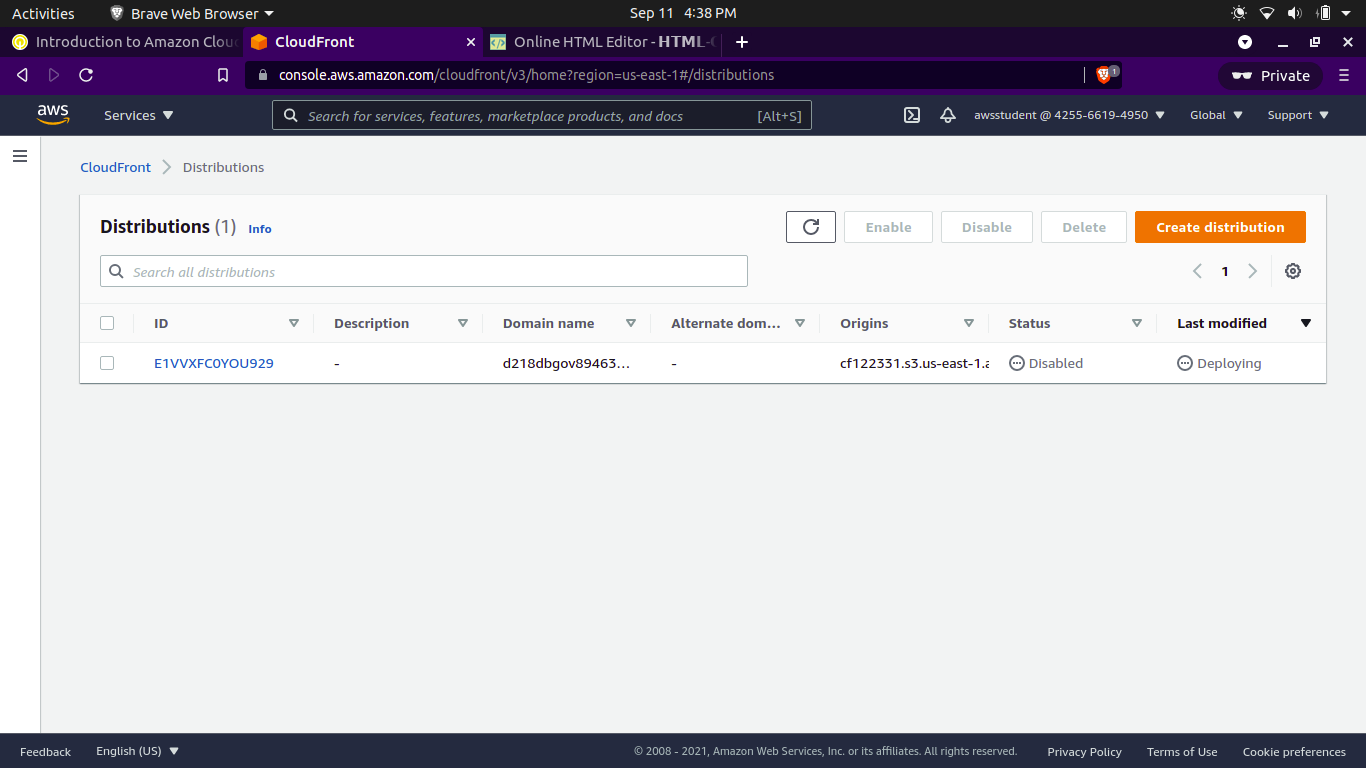 Activities Brave Web Browser Sep 11 4:38 PM
Introduction to Amazon Clou CloudFront Online HTML Editor - HTML-
console.aws.amazon.com/cloudfront/v3/home?region=us-east-1#/distributions 1 Private
aws Services Search for services, features, marketplace products, and docs [Alt+S] awsstudent @ 4255-6619-4950 Global Support
CloudFront Distributions
Distributions (1) Info Enable Disable Delete Create distribution
Search all distributions 1
ID Description Domain name Alternate dom... Origins Status Last modified
E1VVXFC0YOU929 - d218dbgov89463... - cf122331.s3.us-east-1.a Disabled Deploying
Feedback English (US) © 2008 - 2021, Amazon Web Services, Inc. or its affiliates. All rights reserved. Privacy Policy Terms of Use Cookie preferences